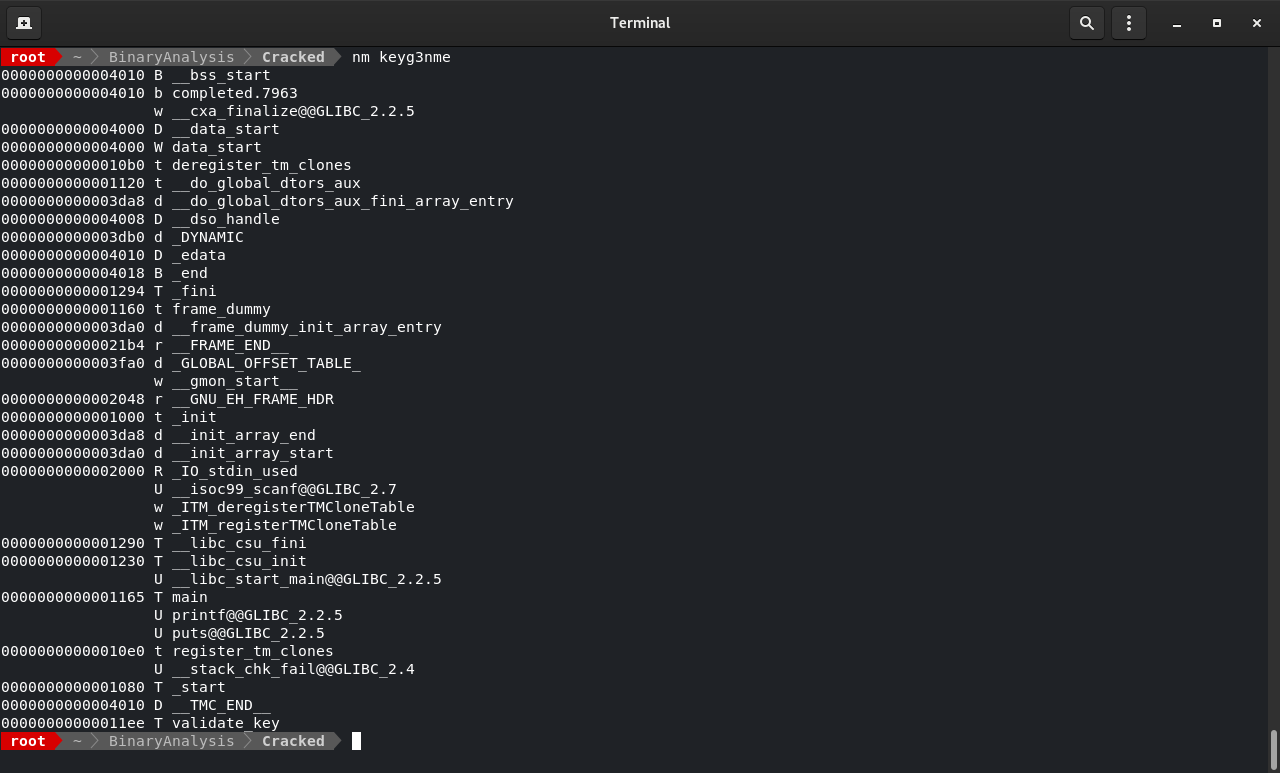 Terminal
root ~ BinaryAnalysis Cracked nm keyg3nme
0000000000004010 B __bss_start
0000000000004010 b completed.7963
                 w __cxa_finalize@@GLIBC_2.2.5
0000000000004000 D __data_start
0000000000004000 W data_start
00000000000010b0 t deregister_tm_clones
0000000000001120 t __do_global_dtors_aux
0000000000003da8 d __do_global_dtors_aux_fini_array_entry
0000000000004008 D __dso_handle
0000000000003db0 d _DYNAMIC
0000000000004010 D _edata
0000000000004018 B _end
0000000000001294 T _fini
0000000000001160 t frame_dummy
0000000000003da0 d __frame_dummy_init_array_entry
00000000000021b4 r __FRAME_END__
0000000000003fa0 d _GLOBAL_OFFSET_TABLE_
                 w __gmon_start__
0000000000002048 r __GNU_EH_FRAME_HDR
0000000000001000 t _init
0000000000003da8 d __init_array_end
0000000000003da0 d __init_array_start
0000000000002000 R _IO_stdin_used
                 U __isoc99_scanf@@GLIBC_2.7
                 w _ITM_deregisterTMCloneTable
                 w _ITM_registerTMCloneTable
0000000000001290 T __libc_csu_fini
0000000000001230 T __libc_csu_init
                 U __libc_start_main@@GLIBC_2.2.5
0000000000001165 T main
                 U printf@@GLIBC_2.2.5
                 U puts@@GLIBC_2.2.5
00000000000010e0 t register_tm_clones
                 U __stack_chk_fail@@GLIBC_2.4
0000000000001080 T _start
0000000000004010 D __TMC_END__
00000000000011ee T validate_key
root ~ BinaryAnalysis Cracked